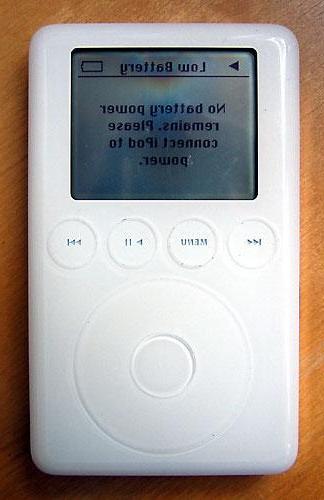 Low Battery
No battery power
remains. Please
connect iPod to
power.
MENU